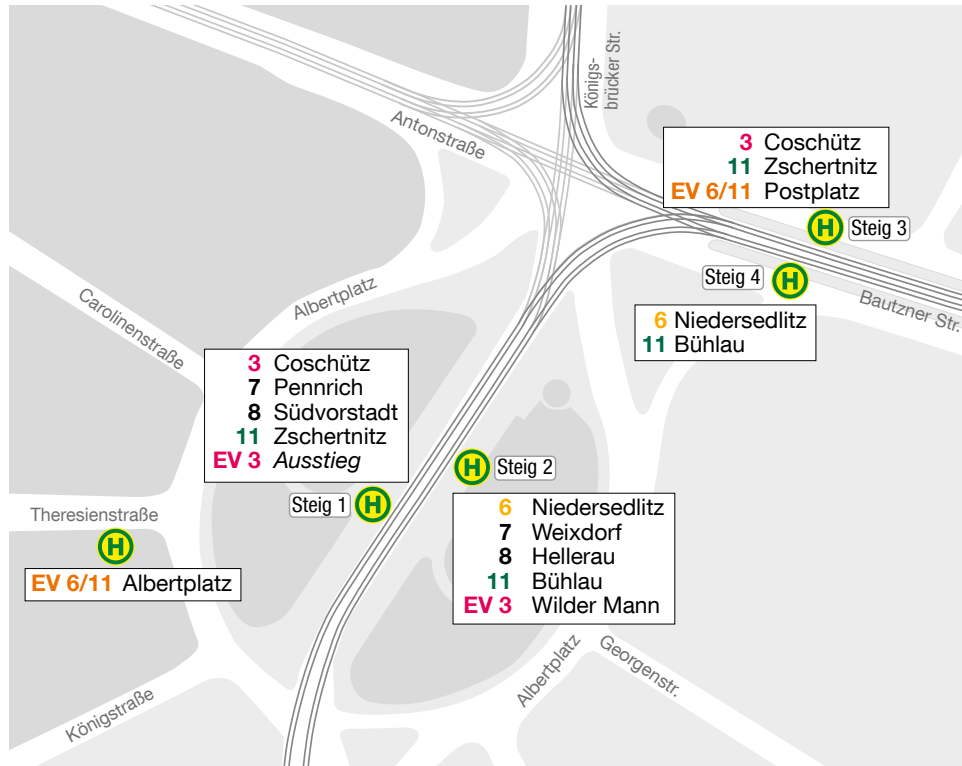 Königs-
brücker Str.
Antonstraße
3 Coschütz
11 Zschertnitz
EV 6/11 Postplatz
H Steig 3
Steig 4 H
Bautzner Str.
6 Niedersedlitz
11 Bühlau
Albertplatz
Carolinenstraße
3 Coschütz
7 Pennrich
8 Südvorstadt
11 Zschertnitz
EV 3 Ausstieg
Steig 1 H
H Steig 2
6 Niedersedlitz
7 Weixdorf
8 Hellerau
11 Bühlau
EV 3 Wilder Mann
Theresienstraße
H
EV 6/11 Albertplatz
Albertplatz
Georgenstr.
Königstraße